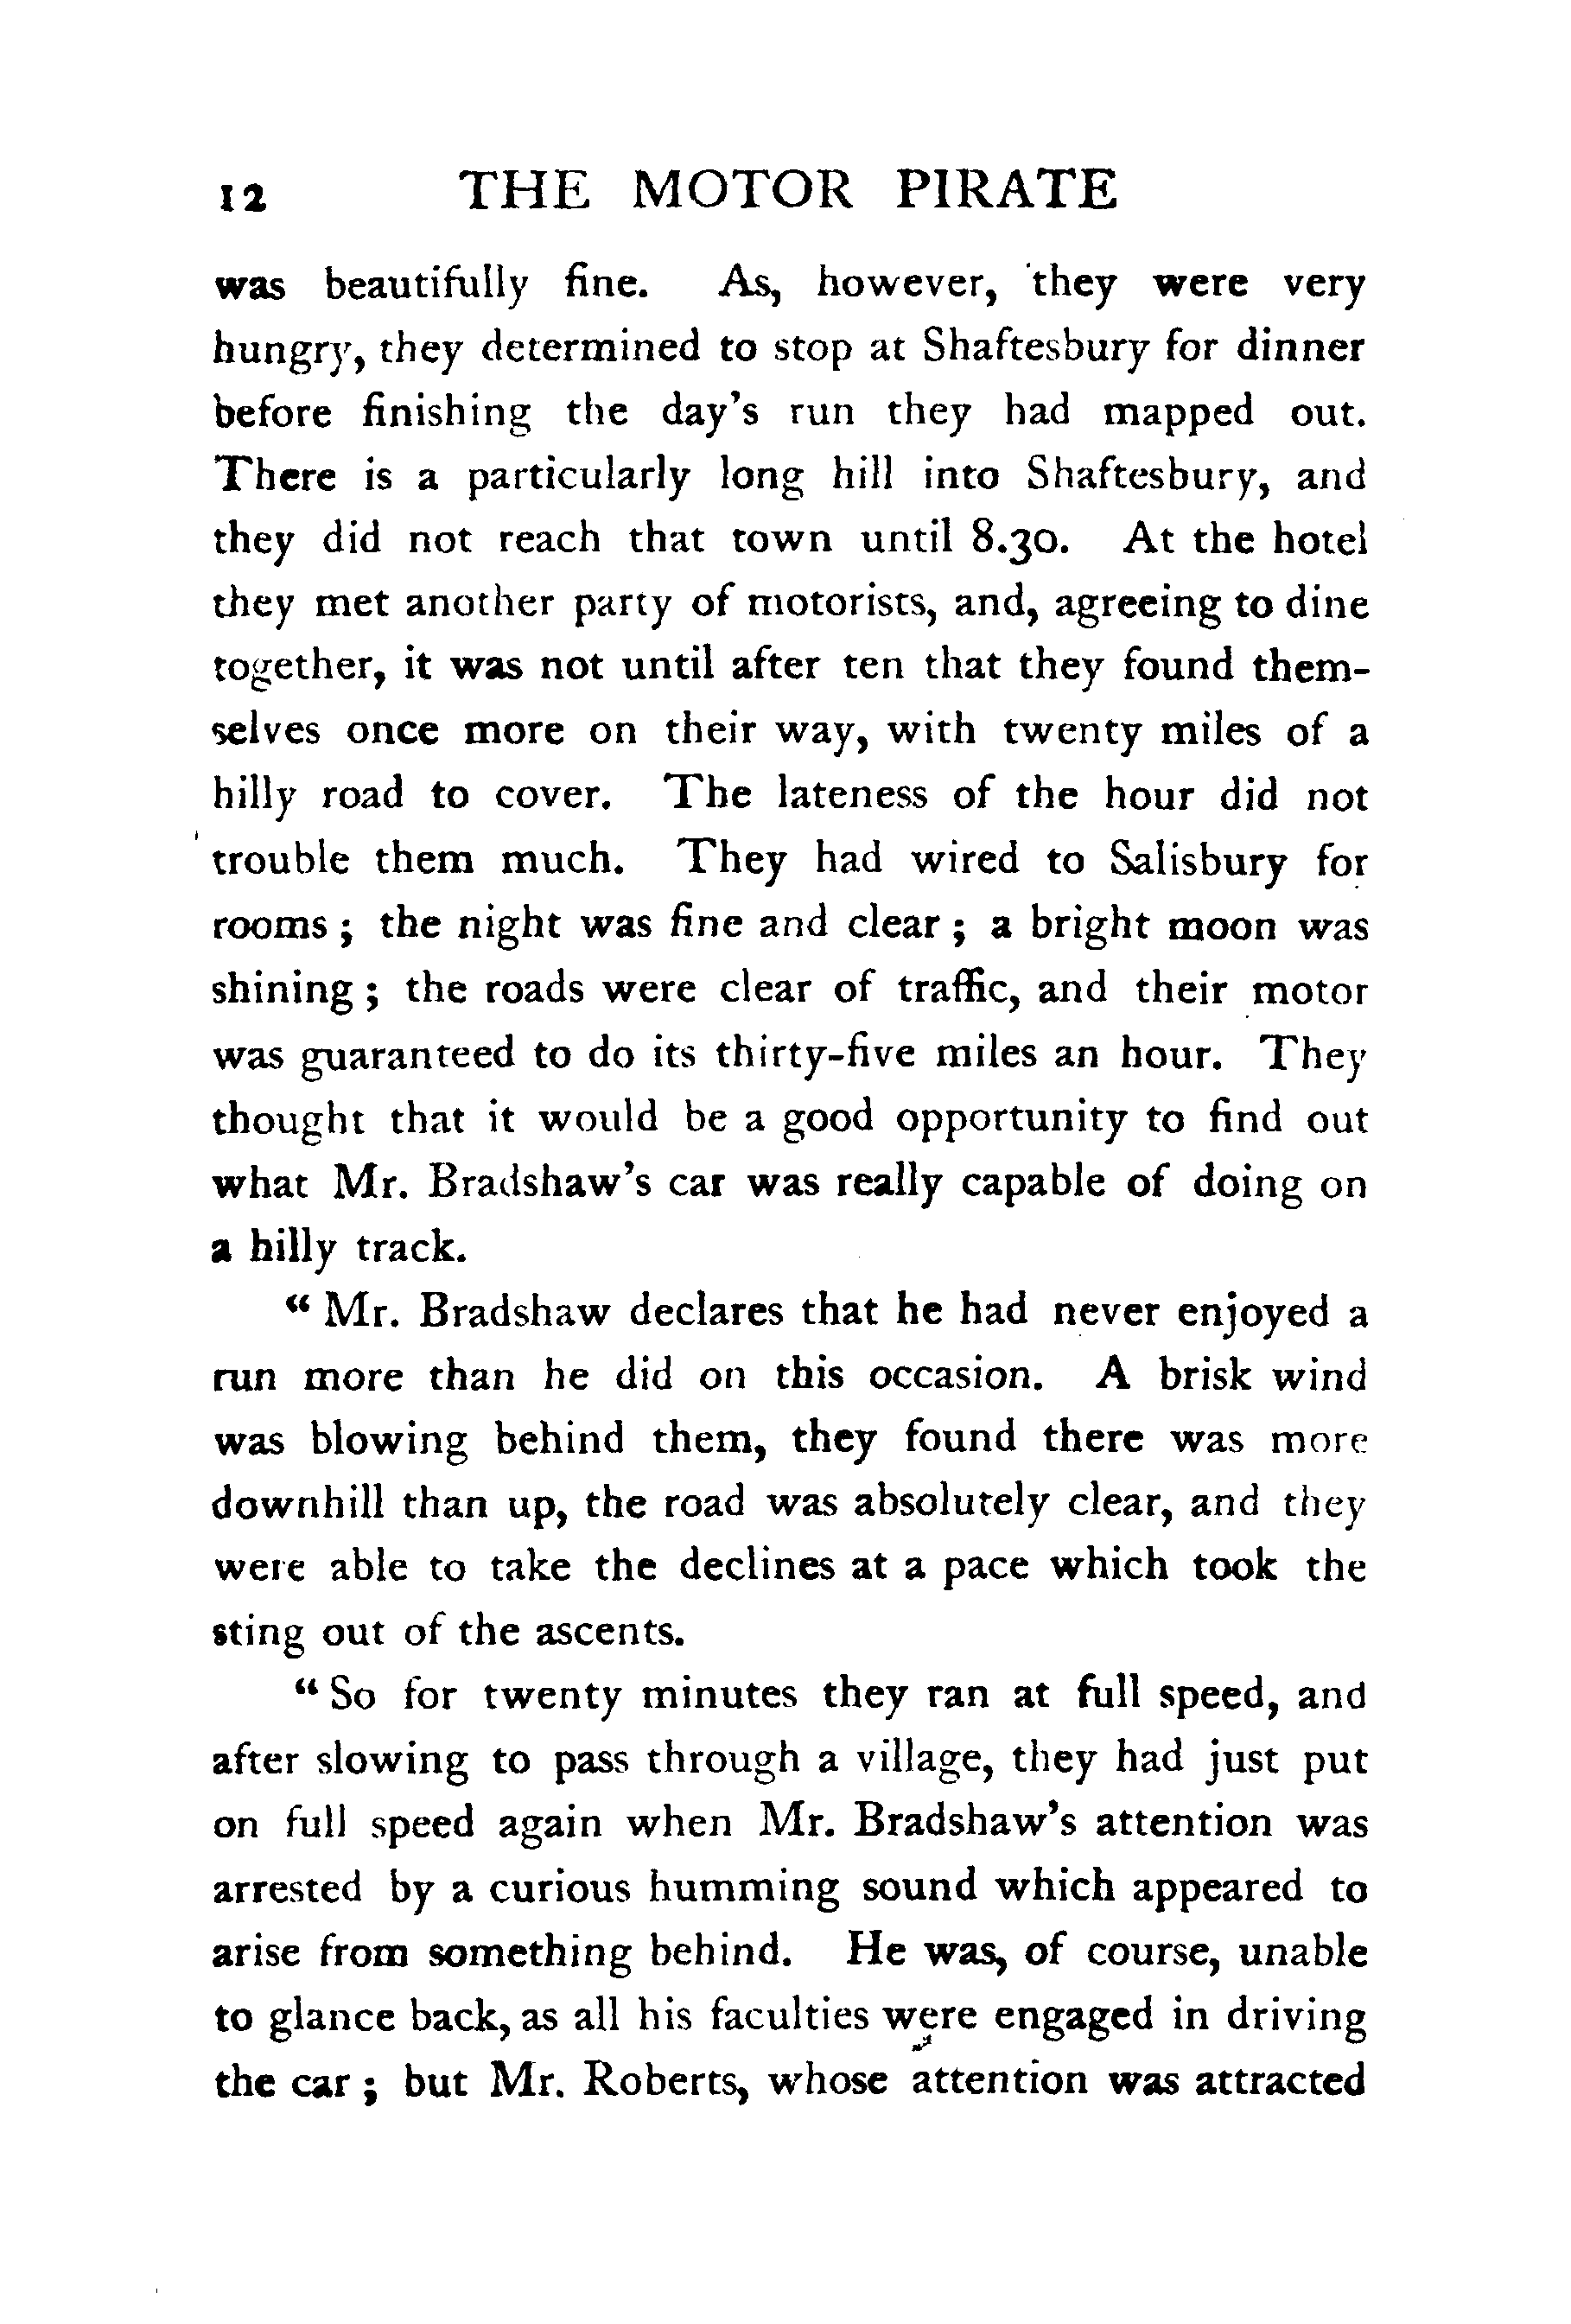 12 THE MOTOR PIRATE
was beautifully fine. As, however, they were very
hungry, they determined to stop at Shaftesbury for dinner
before finishing the day's run they had mapped out.
There is a particularly long hill into Shaftesbury, and
they did not reach that town until 8.30. At the hotel
they met another party of motorists, and, agreeing to dine
together, it was not until after ten that they found them-
selves once more on their way, with twenty miles of a
hilly road to cover. The lateness of the hour did not
trouble them much. They had wired to Salisbury for
rooms ; the night was fine and clear ; a bright moon was
shining ; the roads were clear of traffic, and their motor
was guaranteed to do its thirty-five miles an hour. They
thought that it would be a good opportunity to find out
what Mr. Bradshaw's car was really capable of doing on
a hilly track.
“ Mr. Bradshaw declares that he had never enjoyed a
run more than he did on this occasion. A brisk wind
was blowing behind them, they found there was more
downhill than up, the road was absolutely clear, and they
were able to take the declines at a pace which took the
sting out of the ascents.
“ So for twenty minutes they ran at full speed, and
after slowing to pass through a village, they had just put
on full speed again when Mr. Bradshaw's attention was
arrested by a curious humming sound which appeared to
arise from something behind. He was, of course, unable
to glance back, as all his faculties were engaged in driving
the car ; but Mr. Roberts, whose attention was attracted